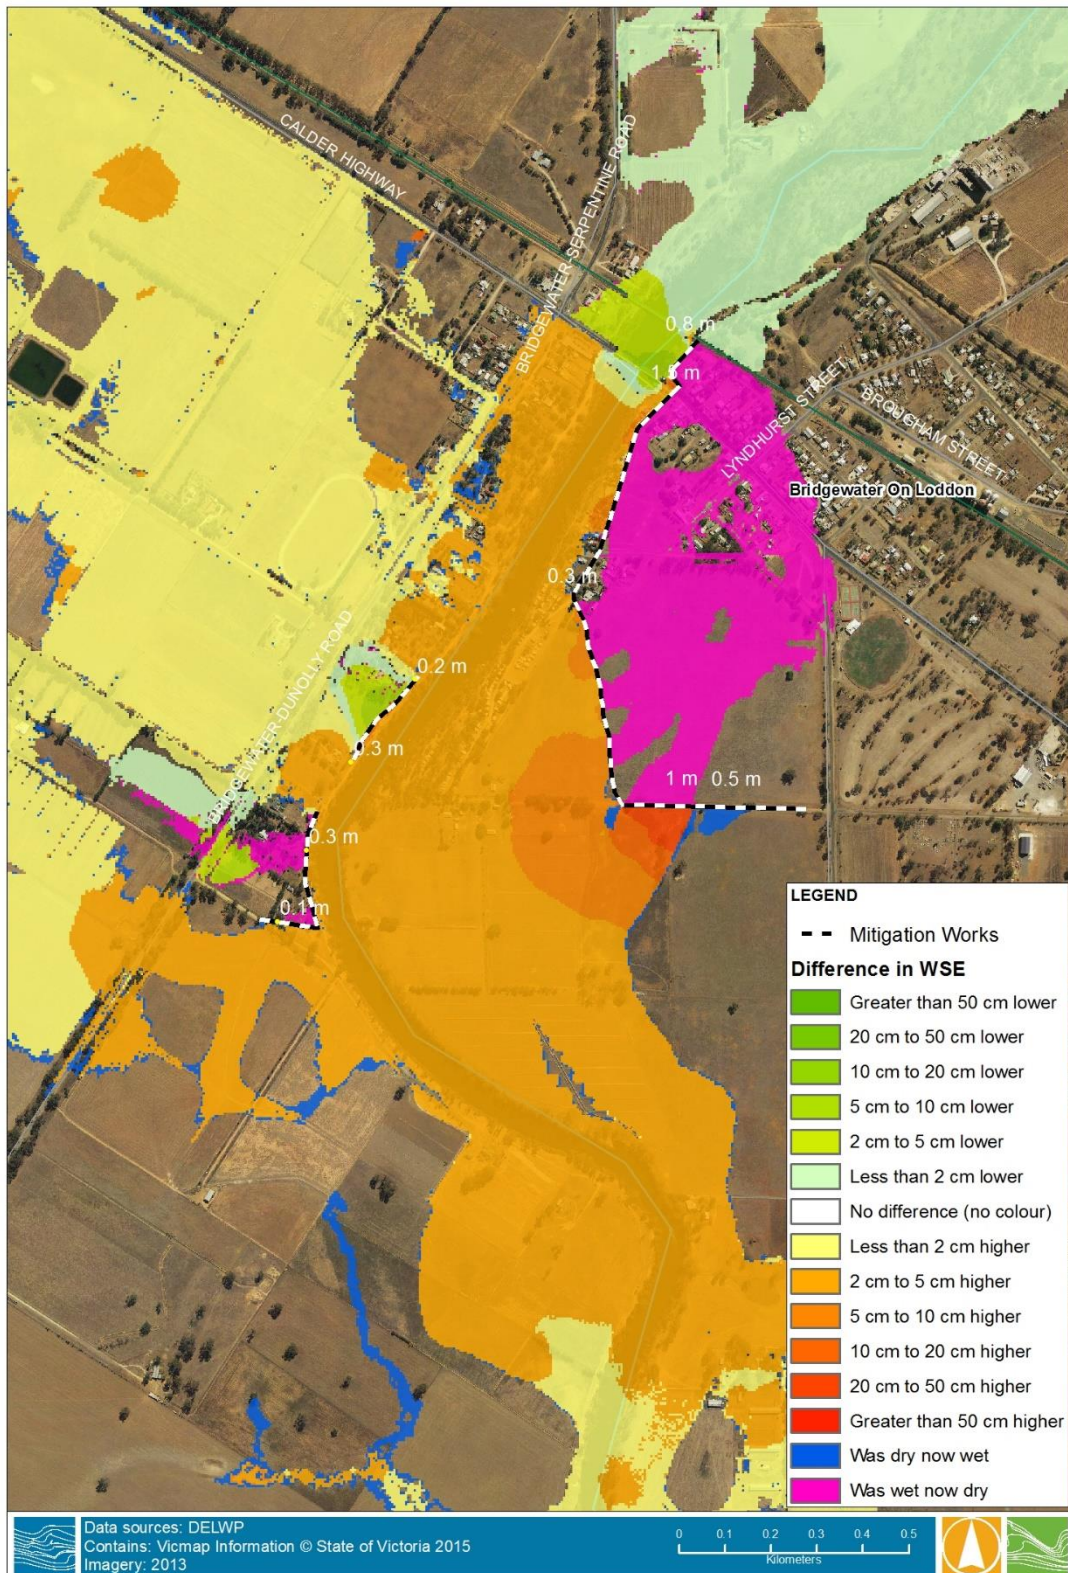 CALDER HIGHWAY
BRIDGEWATER-SERPENTINE ROAD
0.8 m
1.5 m
LYNDHURST STREET
BROUGHAM STREET
Bridgewater On Loddon
0.3 m
0.2 m
0.3 m
BRIDGEWATER-DUNOLLY ROAD
1 m 0.5 m
0.3 m
0.1 m
LEGEND
Mitigation Works
Difference in WSE
Greater than 50 cm lower
20 cm to 50 cm lower
10 cm to 20 cm lower
5 cm to 10 cm lower
2 cm to 5 cm lower
Less than 2 cm lower
No difference (no colour)
Less than 2 cm higher
2 cm to 5 cm higher
5 cm to 10 cm higher
10 cm to 20 cm higher
20 cm to 50 cm higher
Greater than 50 cm higher
Was dry now wet
Was wet now dry
Data sources: DELWP
Contains: Vicmap Information © State of Victoria 2015
Imagery: 2013
0 0.1 0.2 0.3 0.4 0.5
Kilometers